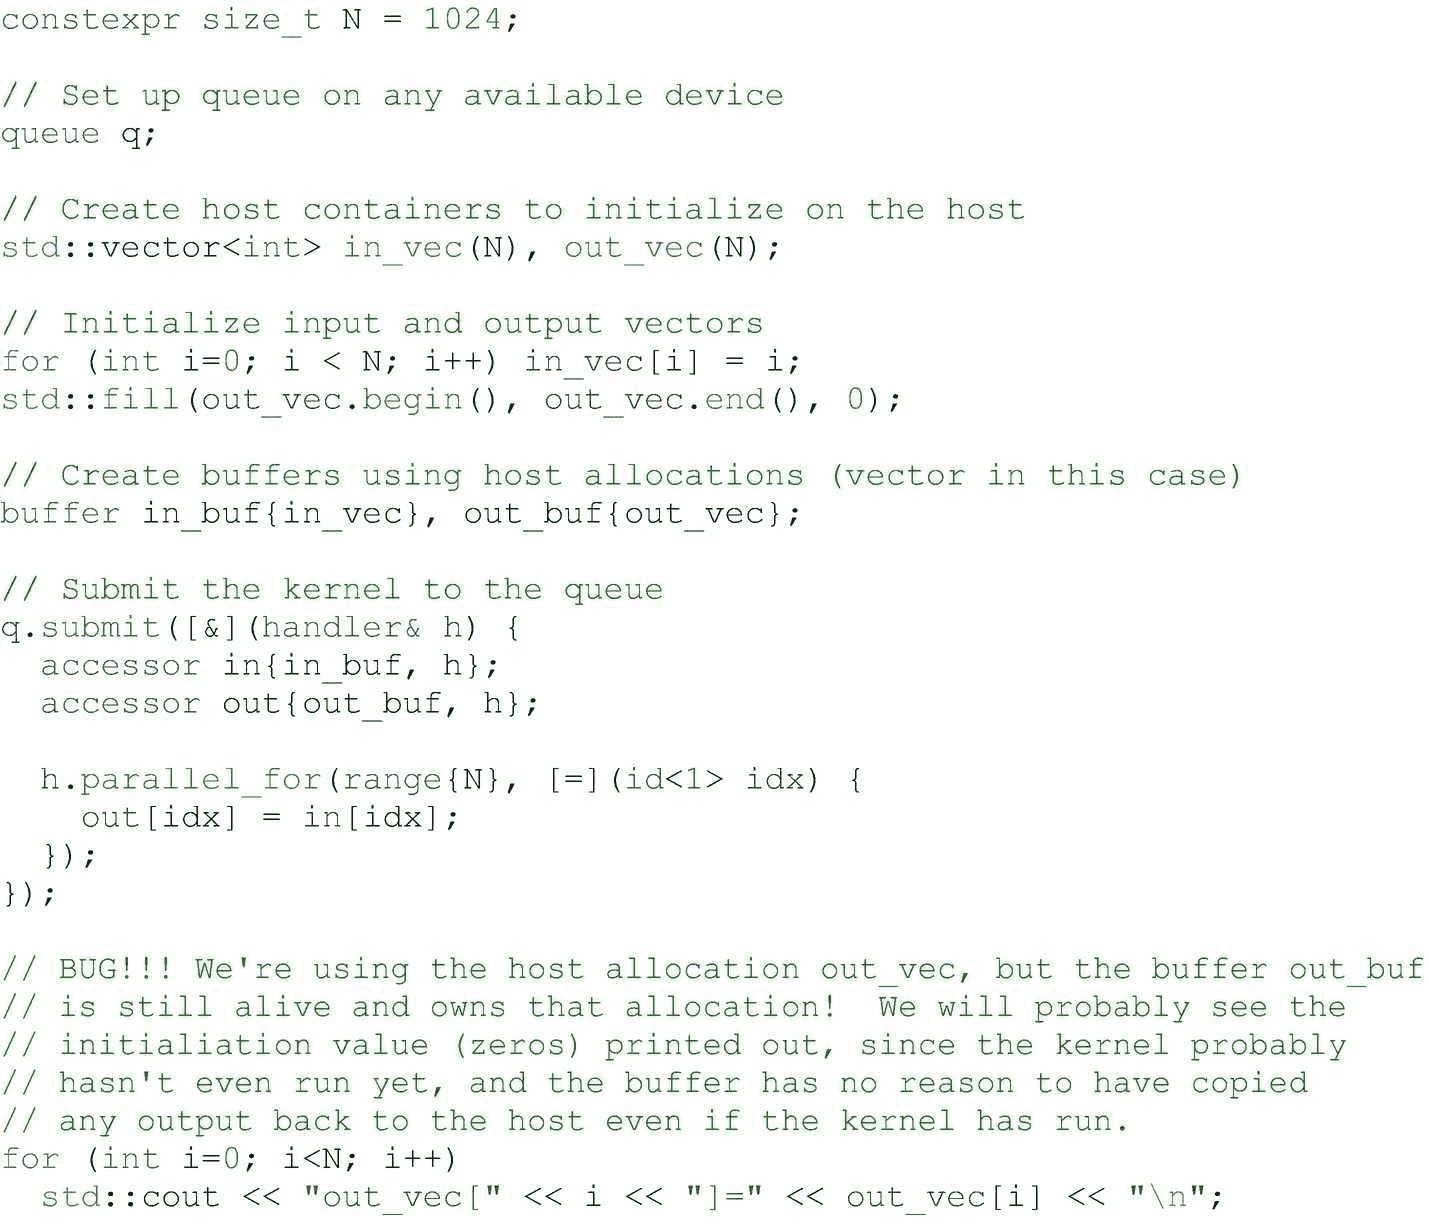 constexpr size_t N = 1024;

// Set up queue on any available device
queue q;

// Create host containers to initialize on the host
std::vector<int> in_vec(N), out_vec(N);

// Initialize input and output vectors
for (int i=0; i < N; i++) in_vec[i] = i;
std::fill(out_vec.begin(), out_vec.end(), 0);

// Create buffers using host allocations (vector in this case)
buffer in_buf{in_vec}, out_buf{out_vec};

// Submit the kernel to the queue
q.submit([&](handler& h) {
  accessor in{in_buf, h};
  accessor out{out_buf, h};

  h.parallel_for(range{N}, [=](id<1> idx) {
    out[idx] = in[idx];
  });
});

// BUG!!! We're using the host allocation out_vec, but the buffer out_buf
// is still alive and owns that allocation!  We will probably see the
// initialiation value (zeros) printed out, since the kernel probably
// hasn't even run yet, and the buffer has no reason to have copied
// any output back to the host even if the kernel has run.
for (int i=0; i<N; i++)
  std::cout << "out_vec[" << i << "]=" << out_vec[i] << "\n";